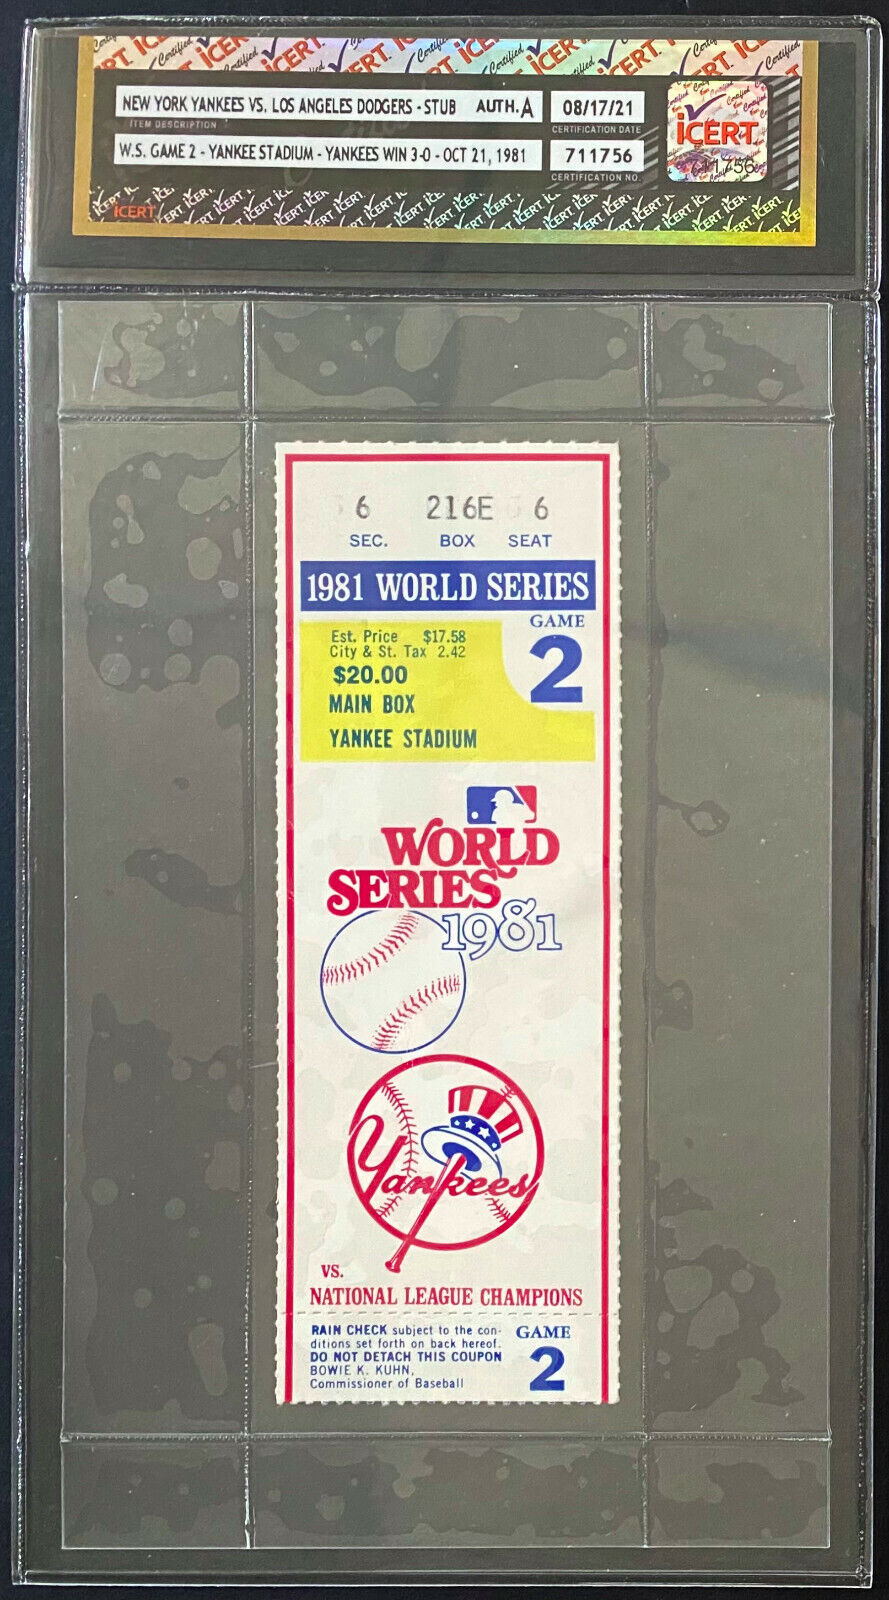 NEW YORK YANKEES VS. LOS ANGELES DODGERS - STUB AUTH. A
08/17/21
ITEM DESCRIPTION
CERTIFICATION DATE
W.S. GAME 2 - YANKEE STADIUM - YANKEES WIN 3-0 - OCT 21, 1981
711756
CERTIFICATION NO.
iCERT
iCERT
6 216E 6
SEC. BOX SEAT
1981 WORLD SERIES
GAME
2
Est. Price $17.58
City & St. Tax 2.42
$20.00
MAIN BOX
YANKEE STADIUM
WORLD
SERIES
1981
Yankees
VS.
NATIONAL LEAGUE CHAMPIONS
RAIN CHECK subject to the con-
ditions set forth on back hereof.
DO NOT DETACH THIS COUPON
BOWIE K. KUHN,
Commissioner of Baseball
GAME
2